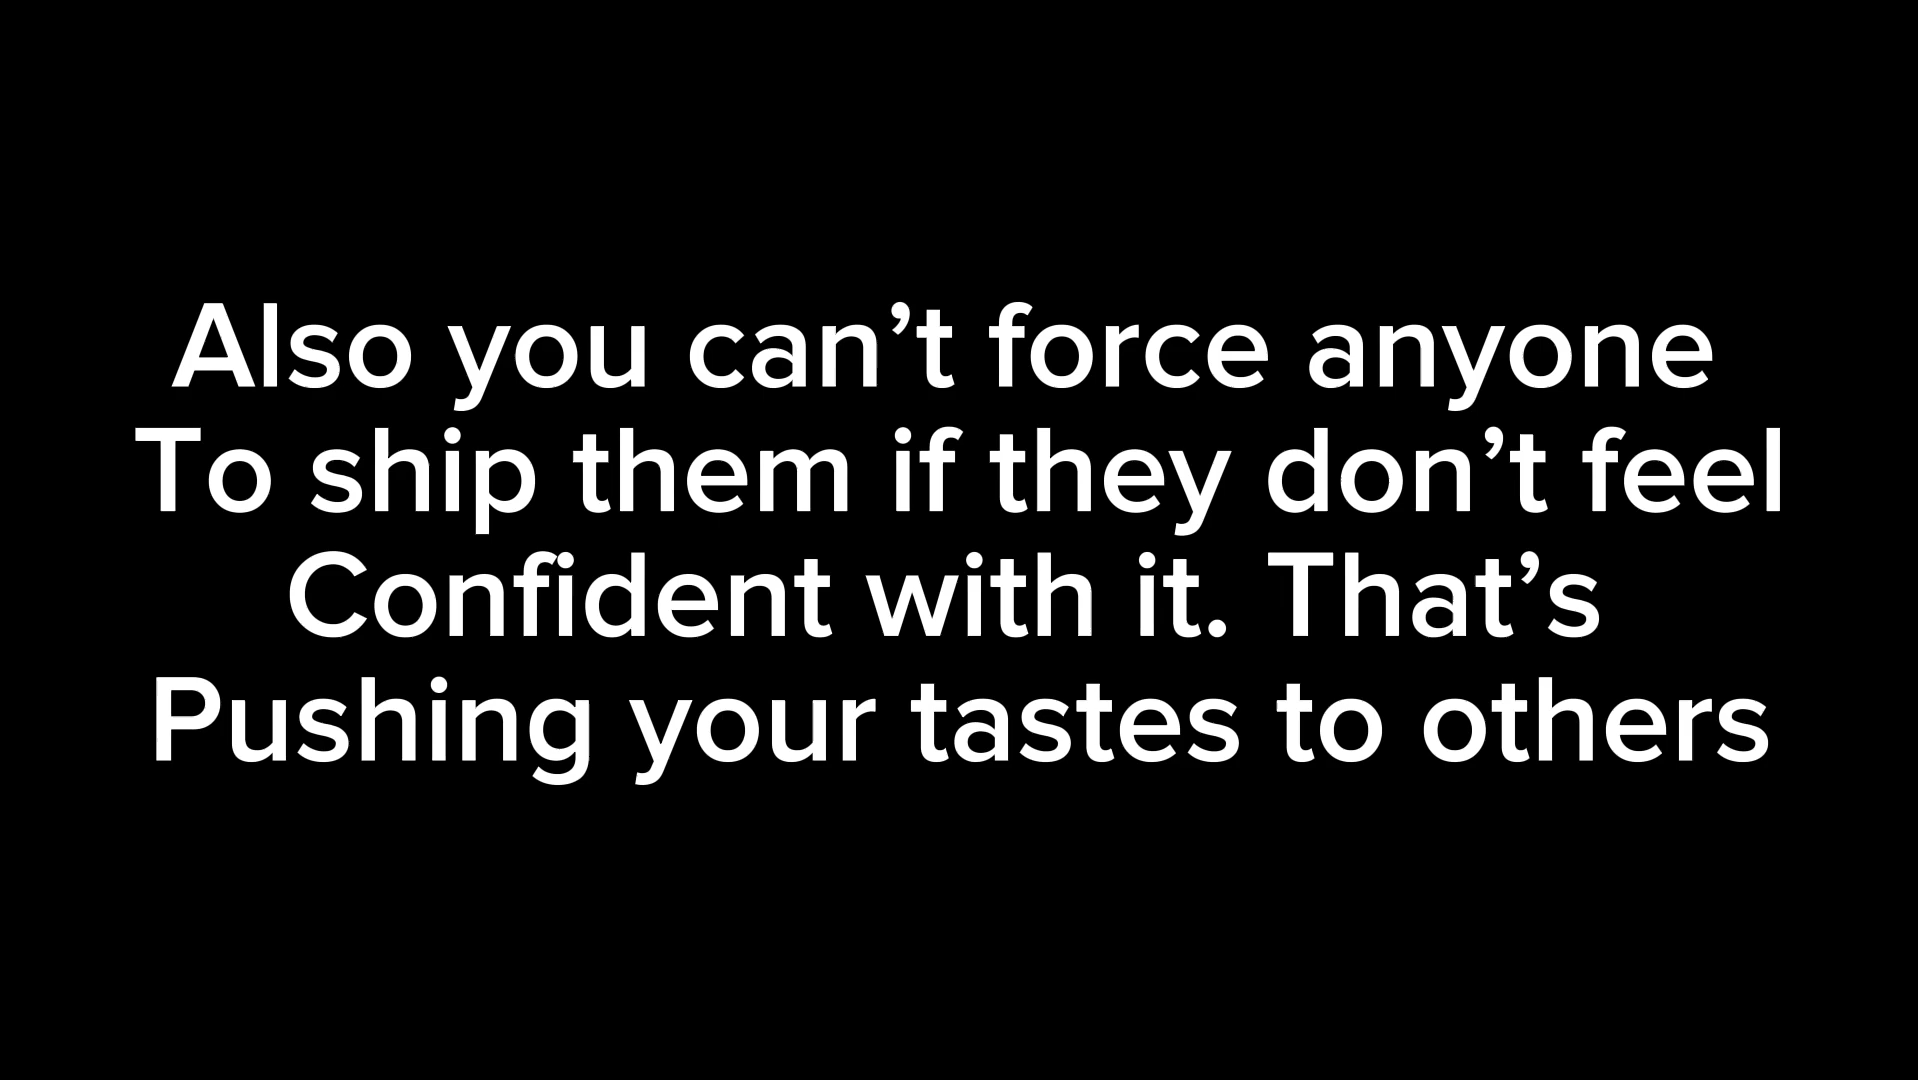 Also you can’t force anyone
To ship them if they don’t feel
Confident with it. That’s
Pushing your tastes to others